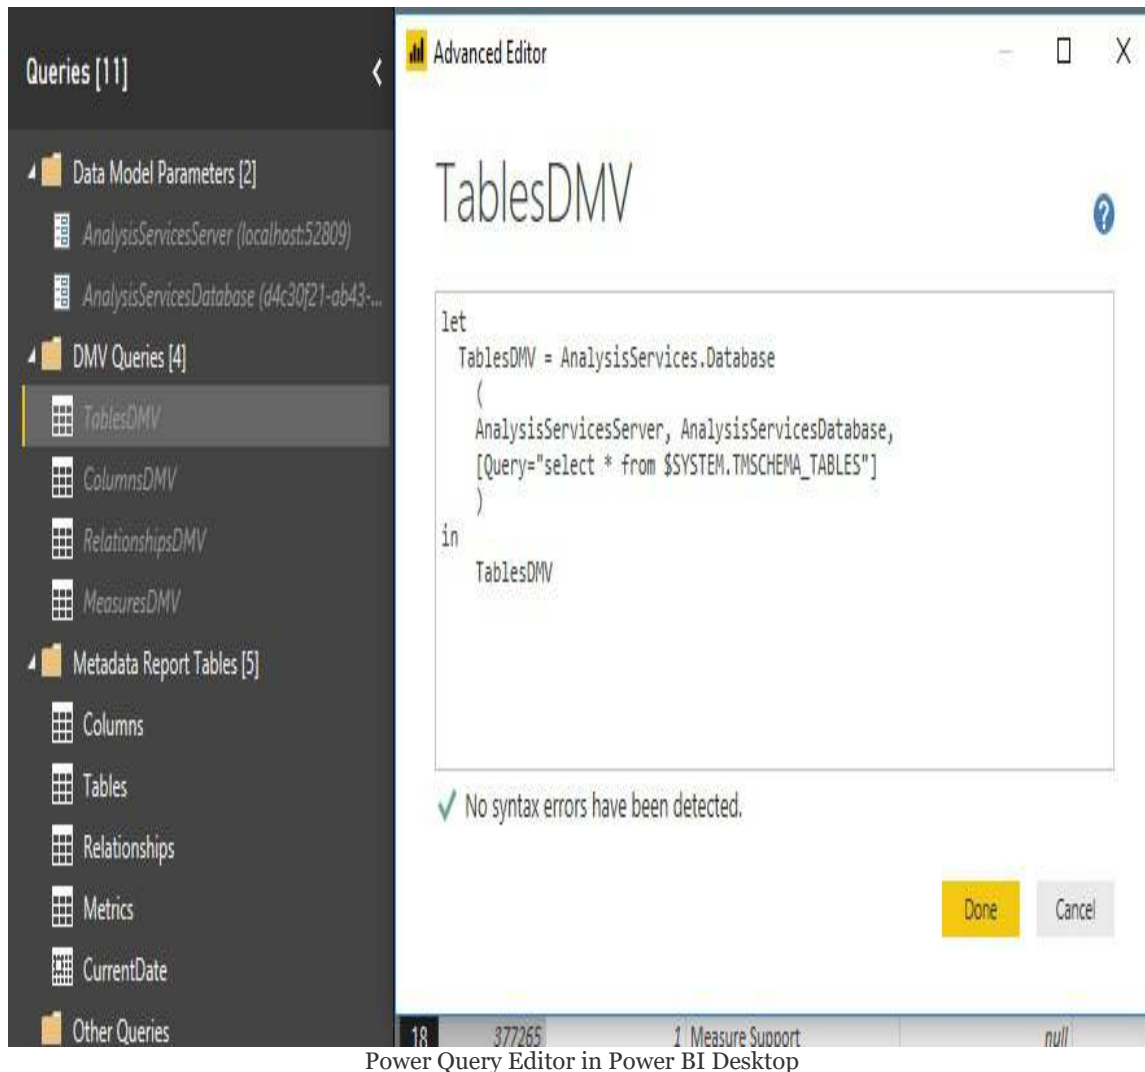 Queries [11]
Data Model Parameters [2]
AnalysisServicesServer (localhost:52809)
AnalysisServicesDatabase (d4c30f21-ab43-...
DMV Queries [4]
TablesDMV
ColumnsDMV
RelationshipsDMV
MeasuresDMV
Metadata Report Tables [5]
Columns
Tables
Relationships
Metrics
CurrentDate
Other Queries
Advanced Editor
TablesDMV
let
TablesDMV = AnalysisServices.Database
(
AnalysisServicesServer, AnalysisServicesDatabase,
[Query="select * from $SYSTEM.TMSCHEMA_TABLES"]
)
in
TablesDMV
No syntax errors have been detected.
Done Cancel
18 377265 1 Measure Support null
Power Query Editor in Power BI Desktop